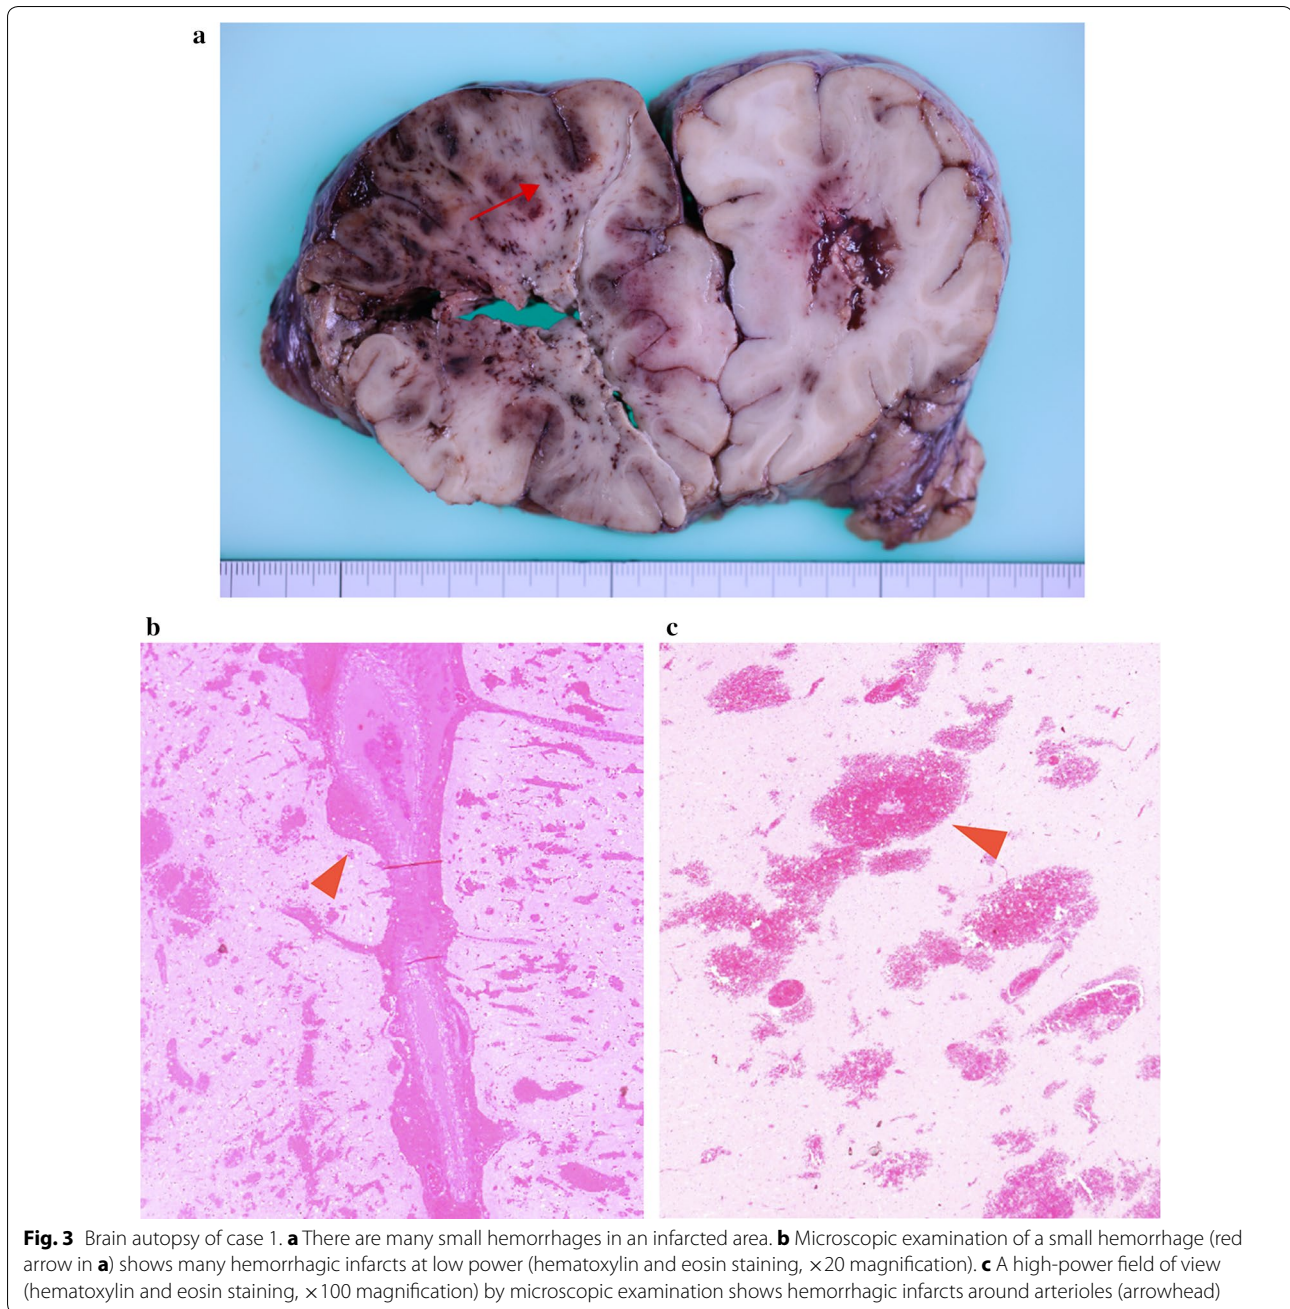 a
b
c
Fig. 3 Brain autopsy of case 1. a There are many small hemorrhages in an infarcted area. b Microscopic examination of a small hemorrhage (red
arrow in a) shows many hemorrhagic infarcts at low power (hematoxylin and eosin staining, ×20 magnification). c A high-power field of view
(hematoxylin and eosin staining, ×100 magnification) by microscopic examination shows hemorrhagic infarcts around arterioles (arrowhead)